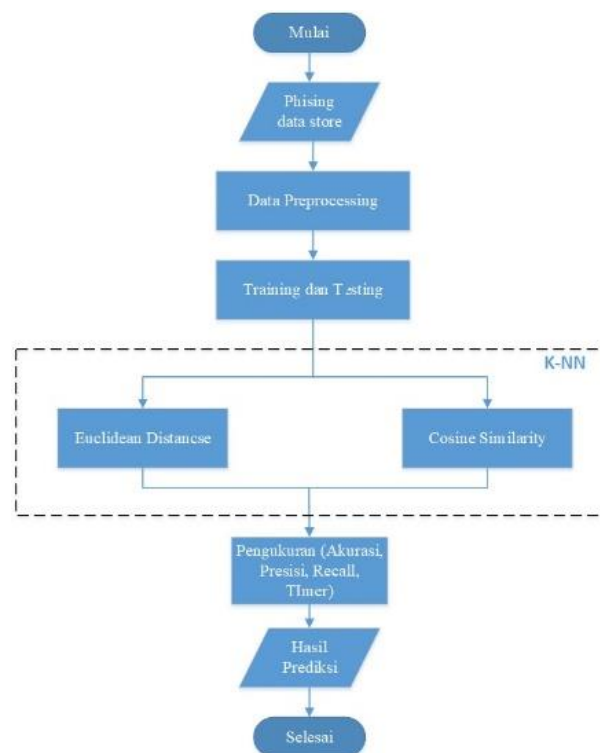 Mulai
Phising
data store
Data Preprocessing
Training dan Testing
K-NN
Euclidean Distancse
Cosine Similarity
Pengukuran (Akurasi,
Presisi, Recall,
TImer)
Hasil
Prediksi
Selesai